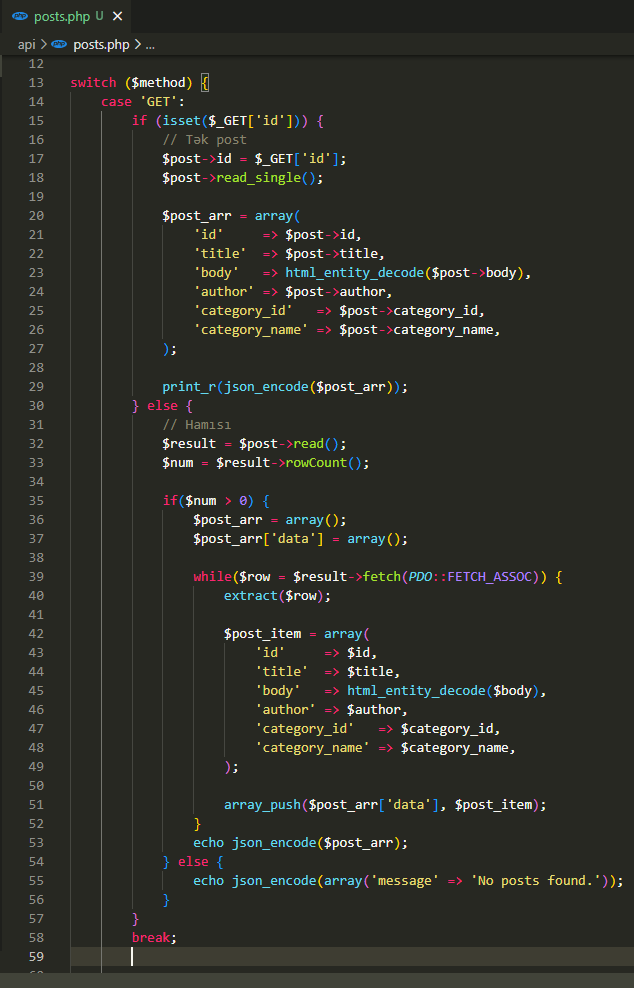 posts.php U
api > posts.php > ...
12
13 switch ($method) {
14 case 'GET':
15 if (isset($_GET['id'])) {
16 // Tək post
17 $post->id = $_GET['id'];
18 $post->read_single();
19
20 $post_arr = array(
21 'id' => $post->id,
22 'title' => $post->title,
23 'body' => html_entity_decode($post->body),
24 'author' => $post->author,
25 'category_id' => $post->category_id,
26 'category_name' => $post->category_name,
27 );
28
29 print_r(json_encode($post_arr));
30 } else {
31 // Hamısı
32 $result = $post->read();
33 $num = $result->rowCount();
34
35 if($num > 0) {
36 $post_arr = array();
37 $post_arr['data'] = array();
38
39 while($row = $result->fetch(PDO::FETCH_ASSOC)) {
40 extract($row);
41
42 $post_item = array(
43 'id' => $id,
44 'title' => $title,
45 'body' => html_entity_decode($body),
46 'author' => $author,
47 'category_id' => $category_id,
48 'category_name' => $category_name,
49 );
50
51 array_push($post_arr['data'], $post_item);
52 }
53 echo json_encode($post_arr);
54 } else {
55 echo json_encode(array('message' => 'No posts found.'));
56 }
57 }
58 break;
59